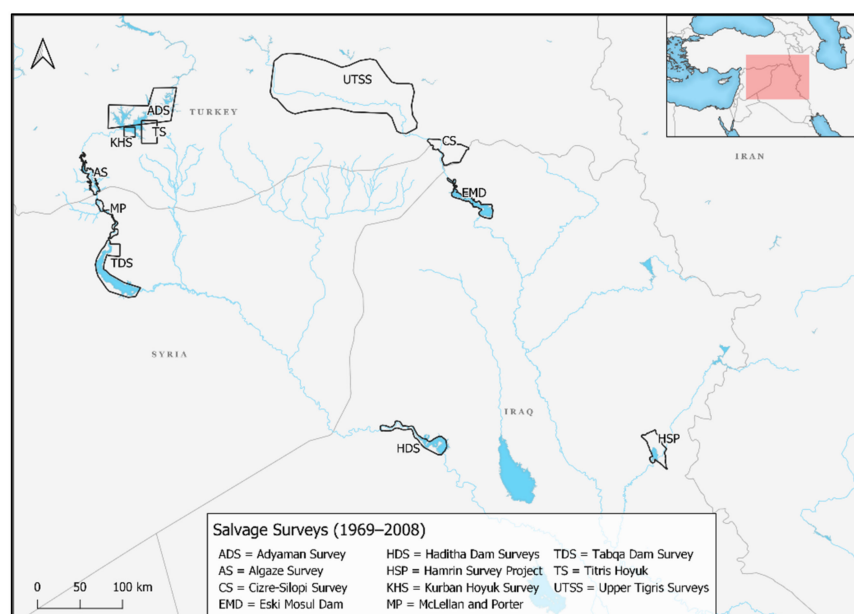 UTSS
ADS
TURKEY
TS
KHS
CS
IRAN
AS
EMD
MP
TDS
SYRIA
IRAQ
HDS
HSP
Salvage Surveys (1969–2008)
ADS = Adyaman Survey
HDS = Haditha Dam Surveys
TDS = Tabqa Dam Survey
AS = Algaze Survey
HSP = Hamrin Survey Project
TS = Titris Hoyuk
CS = Cizre-Silopi Survey
KHS = Kurban Hoyuk Survey
UTSS = Upper Tigris Surveys
EMD = Eski Mosul Dam
MP = McLellan and Porter
0 50 100 km